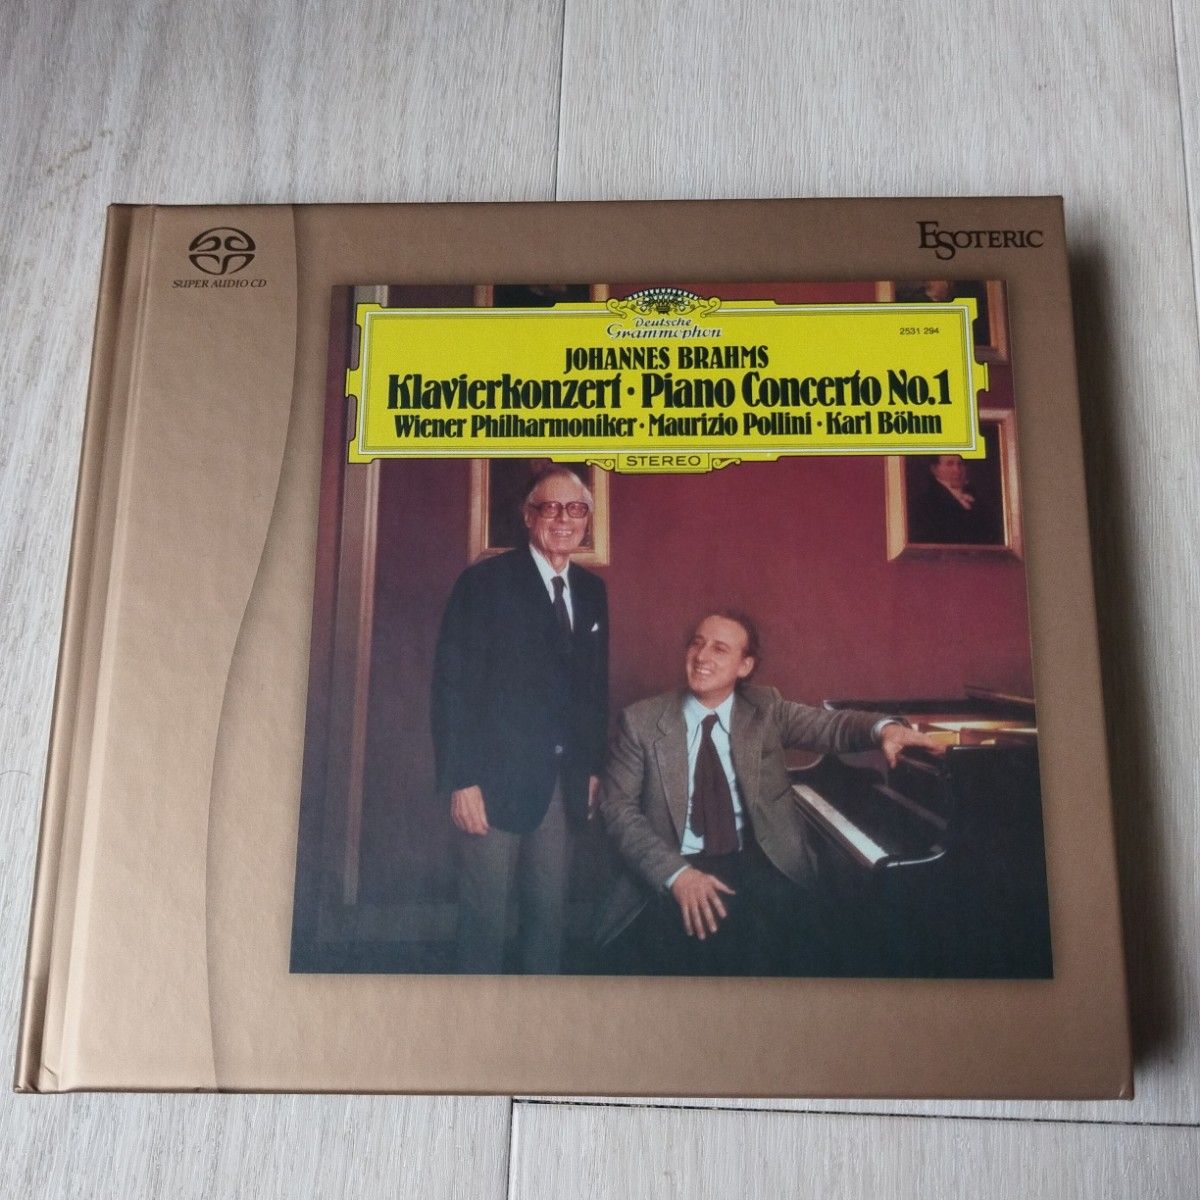 SUPER AUDIO CD
ESOTERIC
Deutsche
Grammophon
2531 294
JOHANNES BRAHMS
Klavierkonzert · Piano Concerto No.1
Wiener Philharmoniker · Maurizio Pollini · Karl Böhm
STEREO